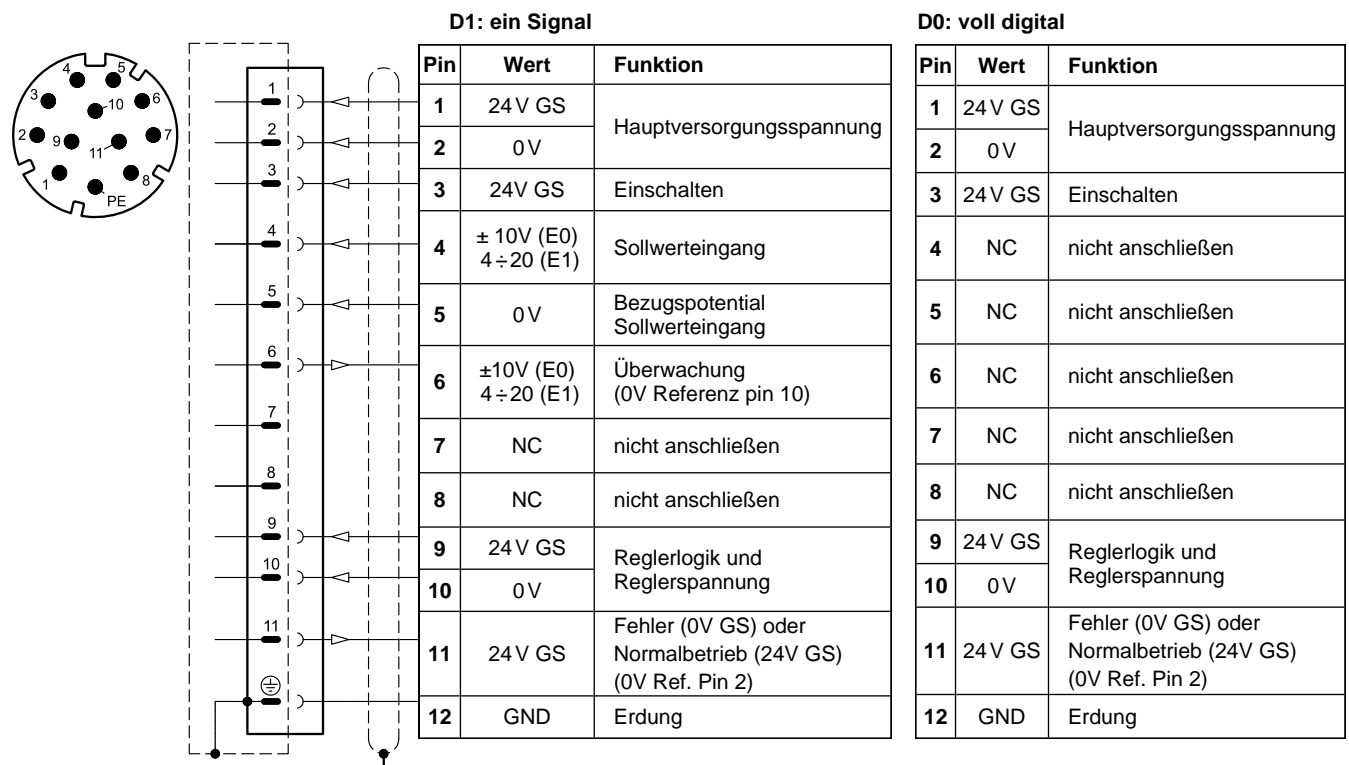 D1: ein Signal
D0: voll digital
4
5
3
10
6
2
9
11
7
1
8
PE
1
2
3
4
5
6
7
8
9
10
11
Pin Wert Funktion
1 24 V GS Hauptversorgungsspannung
2 0 V
3 24V GS Einschalten
4 ± 10V (E0) Sollwerteingang
4 ÷ 20 (E1)
5 0 V Bezugspotential
Sollwerteingang
6 ±10V (E0) Überwachung
4 ÷ 20 (E1) (0V Referenz pin 10)
7 NC nicht anschließen
8 NC nicht anschließen
9 24 V GS Reglerlogik und
10 0 V Reglerspannung
11 24 V GS Fehler (0V GS) oder
Normalbetrieb (24V GS)
(0V Ref. Pin 2)
12 GND Erdung
Pin Wert Funktion
1 24 V GS Hauptversorgungsspannung
2 0 V
3 24 V GS Einschalten
4 NC nicht anschließen
5 NC nicht anschließen
6 NC nicht anschließen
7 NC nicht anschließen
8 NC nicht anschließen
9 24 V GS Reglerlogik und
10 0 V Reglerspannung
11 24 V GS Fehler (0V GS) oder
Normalbetrieb (24V GS)
(0V Ref. Pin 2)
12 GND Erdung